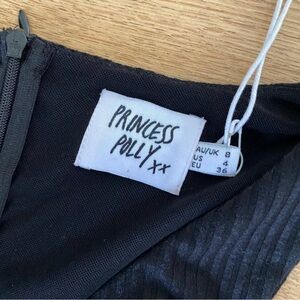 PRINCESS
POLLY xx
AU/UK 8
US 4
EU 36